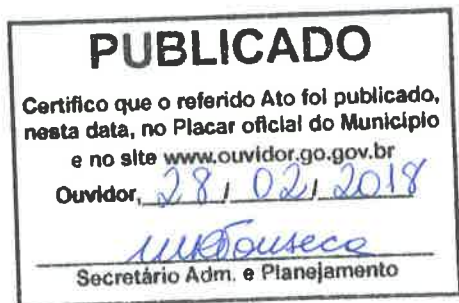 PUBLICADO
Certifico que o referido Ato foi publicado,
nesta data, no Placar oficial do Município
e no site www.ouvidor.go.gov.br
Ouvidor, 28 / 02 / 2018
Secretário Adm. e Planejamento